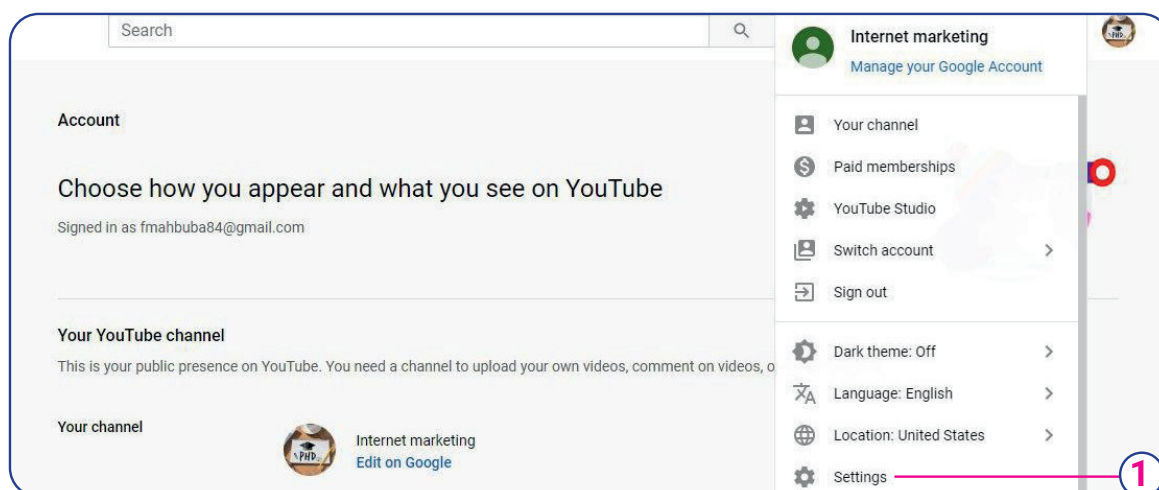 Search
Internet marketing
Manage your Google Account
Account
Choose how you appear and what you see on YouTube
Signed in as fmahbuba84@gmail.com
Your YouTube channel
This is your public presence on YouTube. You need a channel to upload your own videos, comment on videos, o
Your channel
PHD
Internet marketing
Edit on Google
Your channel
Paid memberships
YouTube Studio
Switch account
Sign out
Dark theme: Off
Language: English
Location: United States
Settings
1
PHD